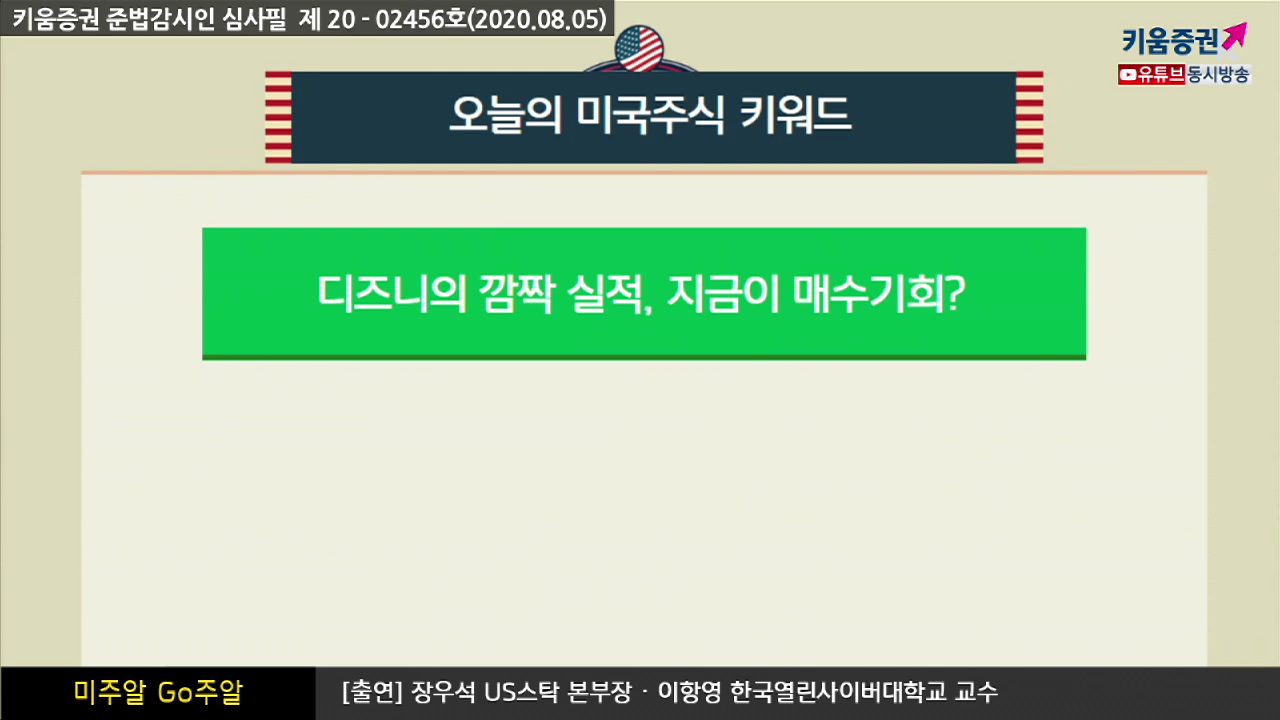 키움증권 준법감시인 심사필 제 20 - 02456호(2020.08.05)
키움증권
유튜브동시방송
오늘의 미국주식 키워드
디즈니의 깜짝 실적, 지금이 매수기회?
미주알 Go주알
[출연] 장우석 US스탁 본부장 · 이항영 한국열린사이버대학교 교수